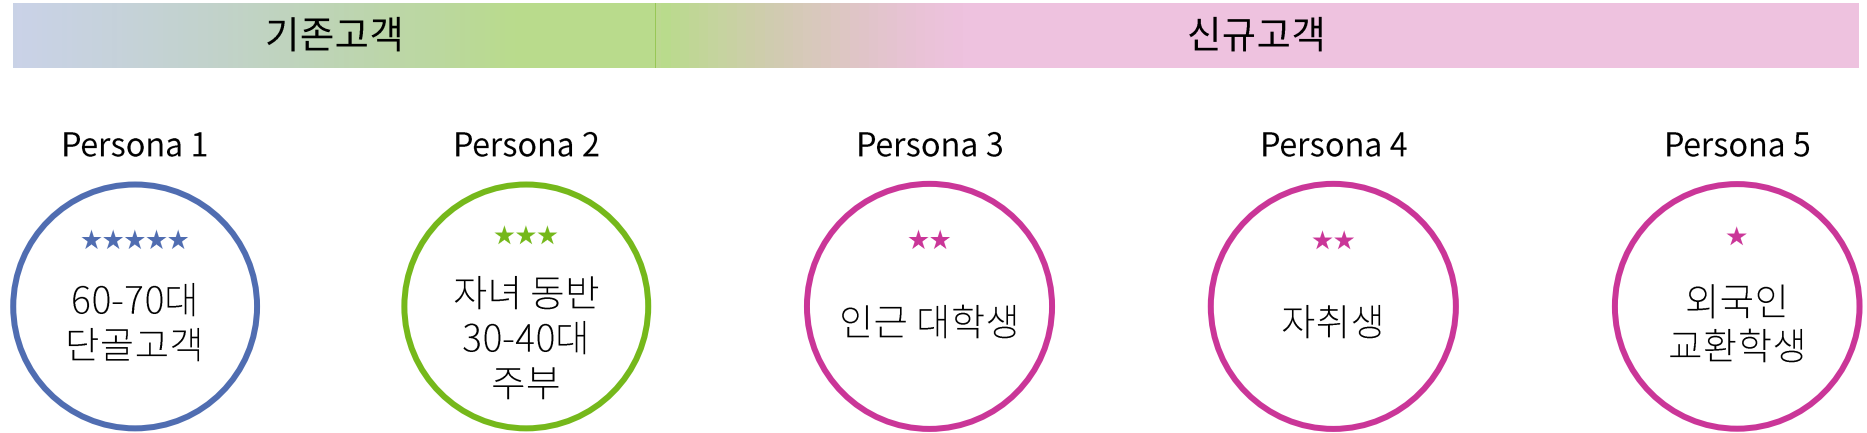 기존고객
신규고객
Persona 1
Persona 2
Persona 3
Persona 4
Persona 5
★★★★★
60-70대
단골고객
★★★
자녀 동반
30-40대
주부
★★
인근 대학생
★★
자취생
★
외국인
교환학생